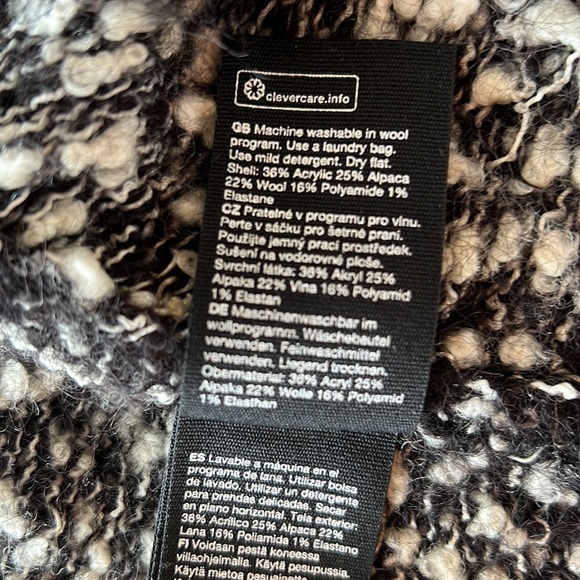 clevercare.info
GB Machine washable in wool
program. Use a laundry bag.
Use mild detergent. Dry flat.
Shell: 36% Acrylic 25% Alpaca
22% Wool 16% Polyamide 1%
Elastane
CZ Pratelné v programu pro vlnu.
Perte v sáčku pro šetrné praní.
Použijte jemný prací prostředek.
Sušení na vodorovné ploše.
Svrchní látka: 36% Akryl 25%
Alpaka 22% Vlna 16% Polyamid
1% Elastan
DE Maschinenwaschbar im
wollprogramm. Wäschebeutel
verwenden. Feinwaschmittel
verwenden. Liegend trocknen.
Obermaterial: 36% Acryl 25%
Alpaka 22% Wolle 16% Polyamid
1% Elasthan
ES Lavable a máquina en el
programa de lana. Utilizar bolsa
de lavado. Utilizar un detergente
para prendas delicadas. Secar
en plano horizontal. Tela exterior:
36% Acrílico 25% Alpaca 22%
Lana 16% Poliamida 1% Elastano
FI Voidaan pestä koneessa
villaohjelmalla. Käytä pesupussia.
Käytä mietoa pesuainetta.